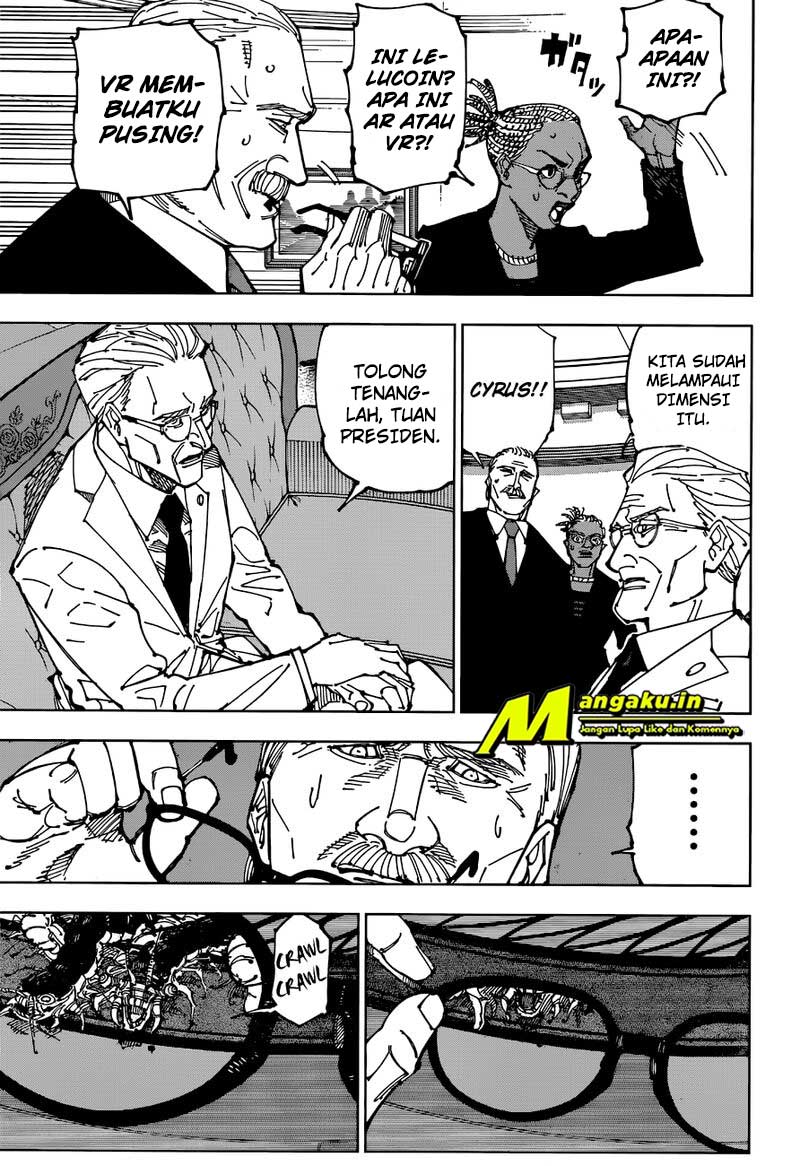 APA-
APAAN
INI?!
ガタッ
INI LE-
LUCOIN?
APA INI
AR ATAU
VR?!
VR MEM-
BUATKU
PUSING!
KITA SUDAH
MELAMPAUI
DIMENSI
ITU.
CYRUS!!
TOLONG
TENANG-
LAH, TUAN
PRESIDEN.
Mangaku.in
Jangan Lupa Like dan Komennya
......
CRAWL
CRAWL